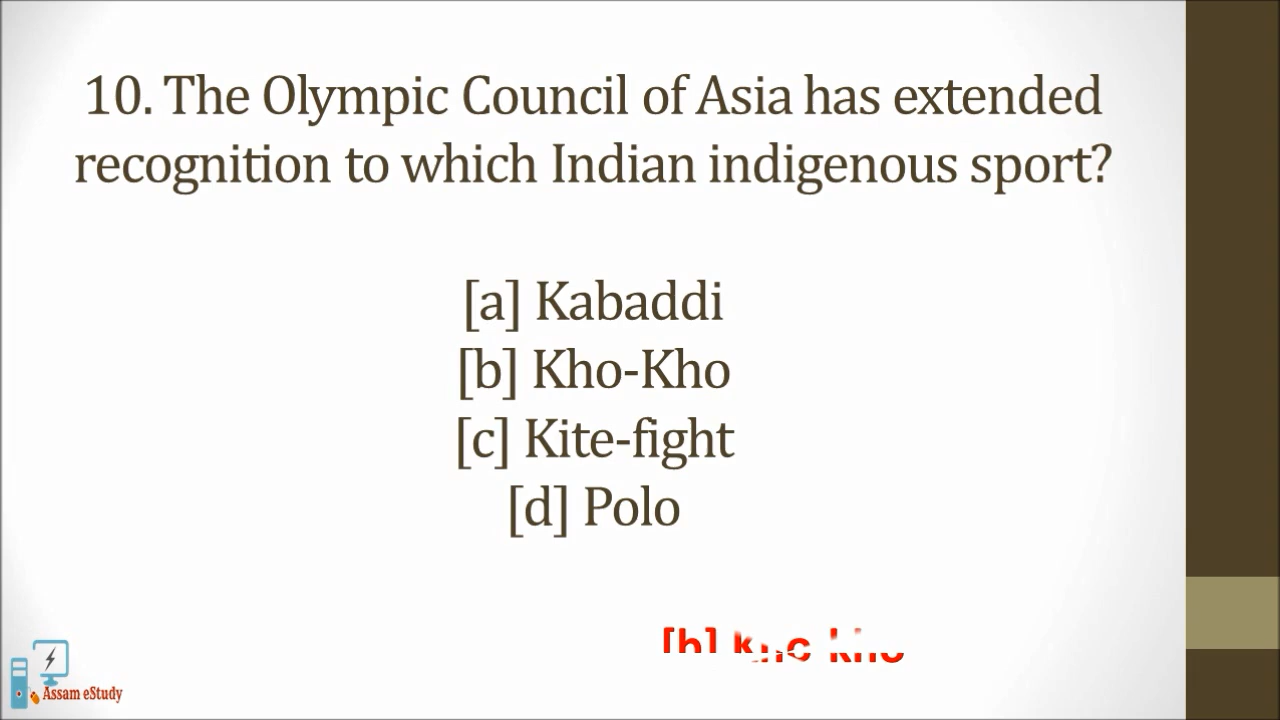 10. The Olympic Council of Asia has extended
recognition to which Indian indigenous sport?
[a] Kabaddi
[b] Kho-Kho
[c] Kite-fight
[d] Polo
[b] kho kho
Assam eStudy